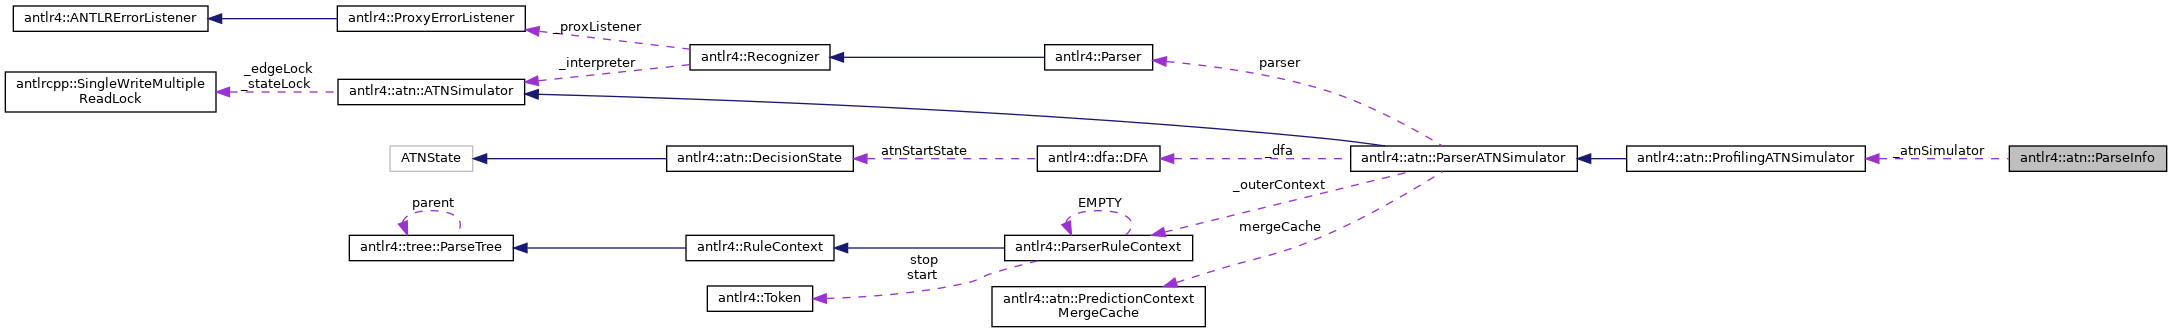 antlr4::ANTLRErrorListener
antlr4::ProxyErrorListener
_proxListener
antlr4::Recognizer
antlr4::Parser
_interpreter
parser
_edgeLock
_stateLock
antlrcpp::SingleWriteMultiple
ReadLock
antlr4::atn::ATNSimulator
ATNState
antlr4::atn::DecisionState
atnStartState
antlr4::dfa::DFA
_dfa
antlr4::atn::ParserATNSimulator
antlr4::atn::ProfilingATNSimulator
_atnSimulator
antlr4::atn::ParseInfo
_outerContext
parent
EMPTY
mergeCache
antlr4::tree::ParseTree
antlr4::RuleContext
antlr4::ParserRuleContext
stop
start
antlr4::Token
antlr4::atn::PredictionContext
MergeCache